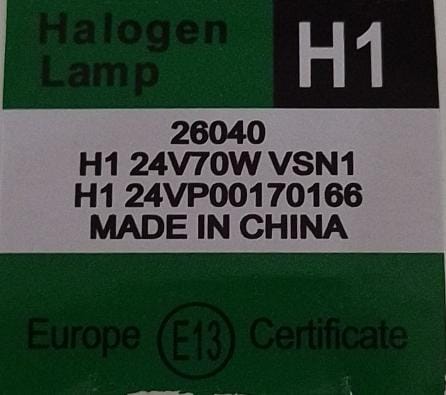 Halogen
Lamp
H1
26040
H1 24V70W VSN1
H1 24VP00170166
MADE IN CHINA
Europe E13 Certificate